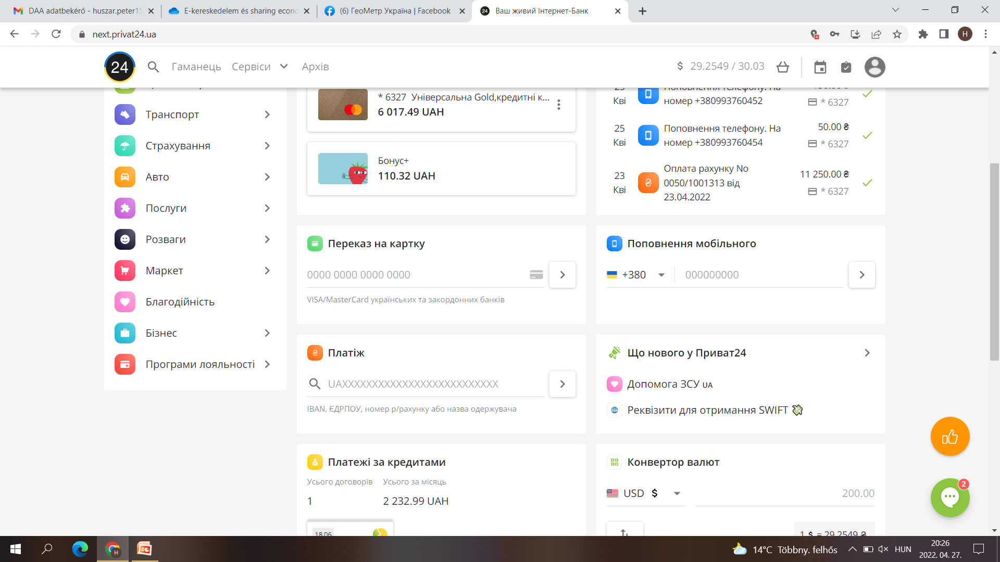 DAA adatbekérő - huszar.peter15
E-kereskedelem és sharing econo
(6) ГеоМетр Україна | Facebook
24
Ваш живий Інтернет-Банк
next.privat24.ua
H
24
Гаманець
Сервіси
Архів
$ 29.2549 / 30.03
Транспорт
Страхування
Авто
Послуги
Розваги
Маркет
Благодійність
Бізнес
Програми лояльності
* 6327 Універсальна Gold,кредитні к...
6 017.49 UAH
Бонус+
110.32 UAH
Кві
номер +380993760452
* 6327
25
Кві
Поповнення телефону. На
номер +380993760454
50.00 ₴
* 6327
23
Кві
Оплата рахунку No
0050/1001313 від
23.04.2022
11 250.00 ₴
* 6327
Переказ на картку
0000 0000 0000 0000
VISA/MasterCard українських та закордонних банків
Поповнення мобільного
+380
000000000
Платіж
UAXXXXXXXXXXXXXXXXXXXXXXXXXXX
IBAN, ЄДРПОУ, номер р/рахунку або назва одержувача
Що нового у Приват24
Допомога ЗСУ UA
Реквізити для отримання SWIFT
Платежі за кредитами
Усього договорів
Усього за місяць
1
2 232.99 UAH
18.06
Конвертор валют
USD $
200.00
1 $ = 29.2549 ₴
2
14°C Többny. felhős
HUN
20:26
2022. 04. 27.